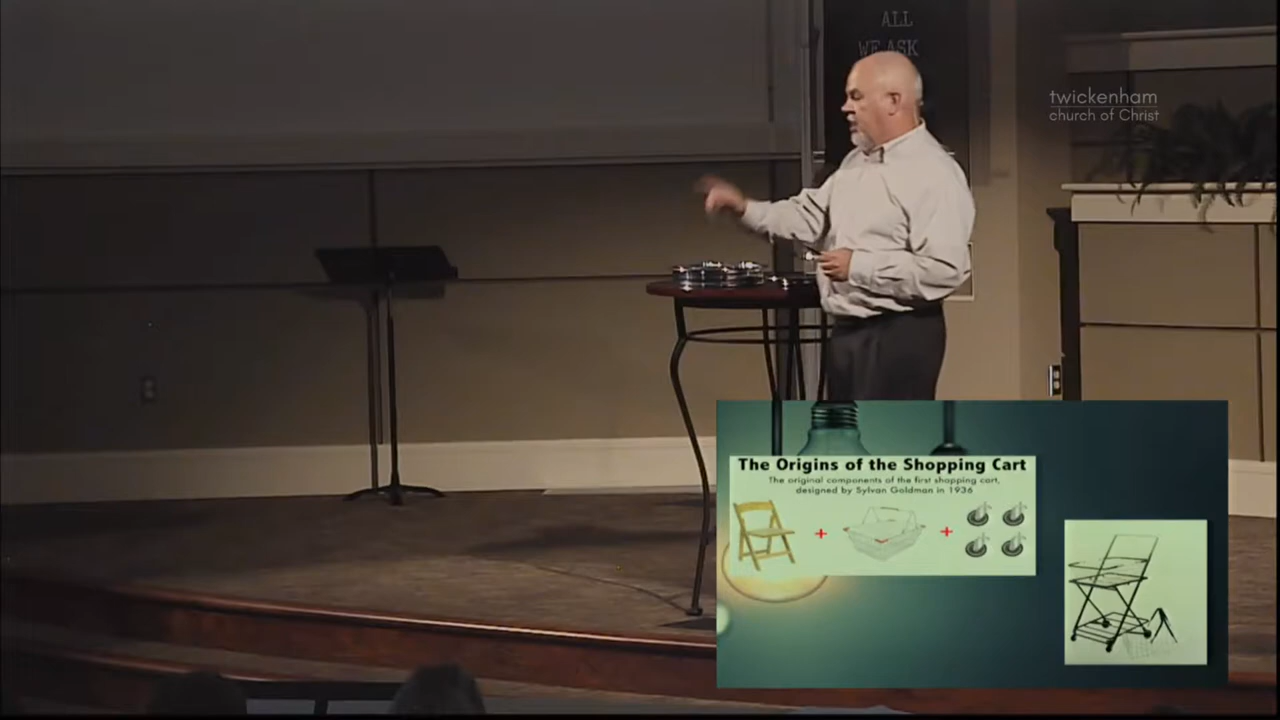 ALL
WE ASK
twickenham
church of Christ
The Origins of the Shopping Cart
The original components of the first shopping cart,
designed by Sylvan Goldman in 1936